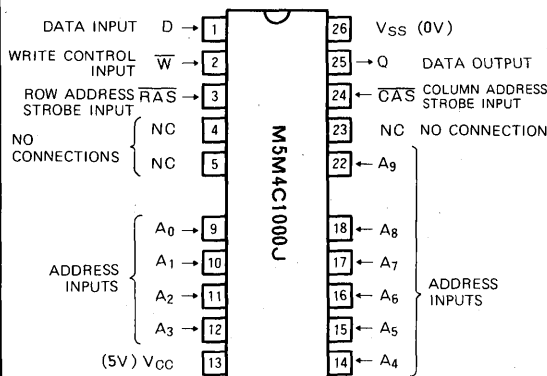 DATA INPUT D → 1
WRITE CONTROL INPUT W̅ → 2
ROW ADDRESS STROBE INPUT R̅A̅S̅ → 3
NO CONNECTIONS
NC 4
NC 5
ADDRESS INPUTS
A0 → 9
A1 → 10
A2 → 11
A3 → 12
(5V) VCC 13
M5M4C1000J
26 VSS (0V)
25 → Q DATA OUTPUT
24 ← C̅A̅S̅ COLUMN ADDRESS STROBE INPUT
23 NC NO CONNECTION
22 ← A9
18 ← A8
17 ← A7
16 ← A6
15 ← A5
14 ← A4
ADDRESS INPUTS